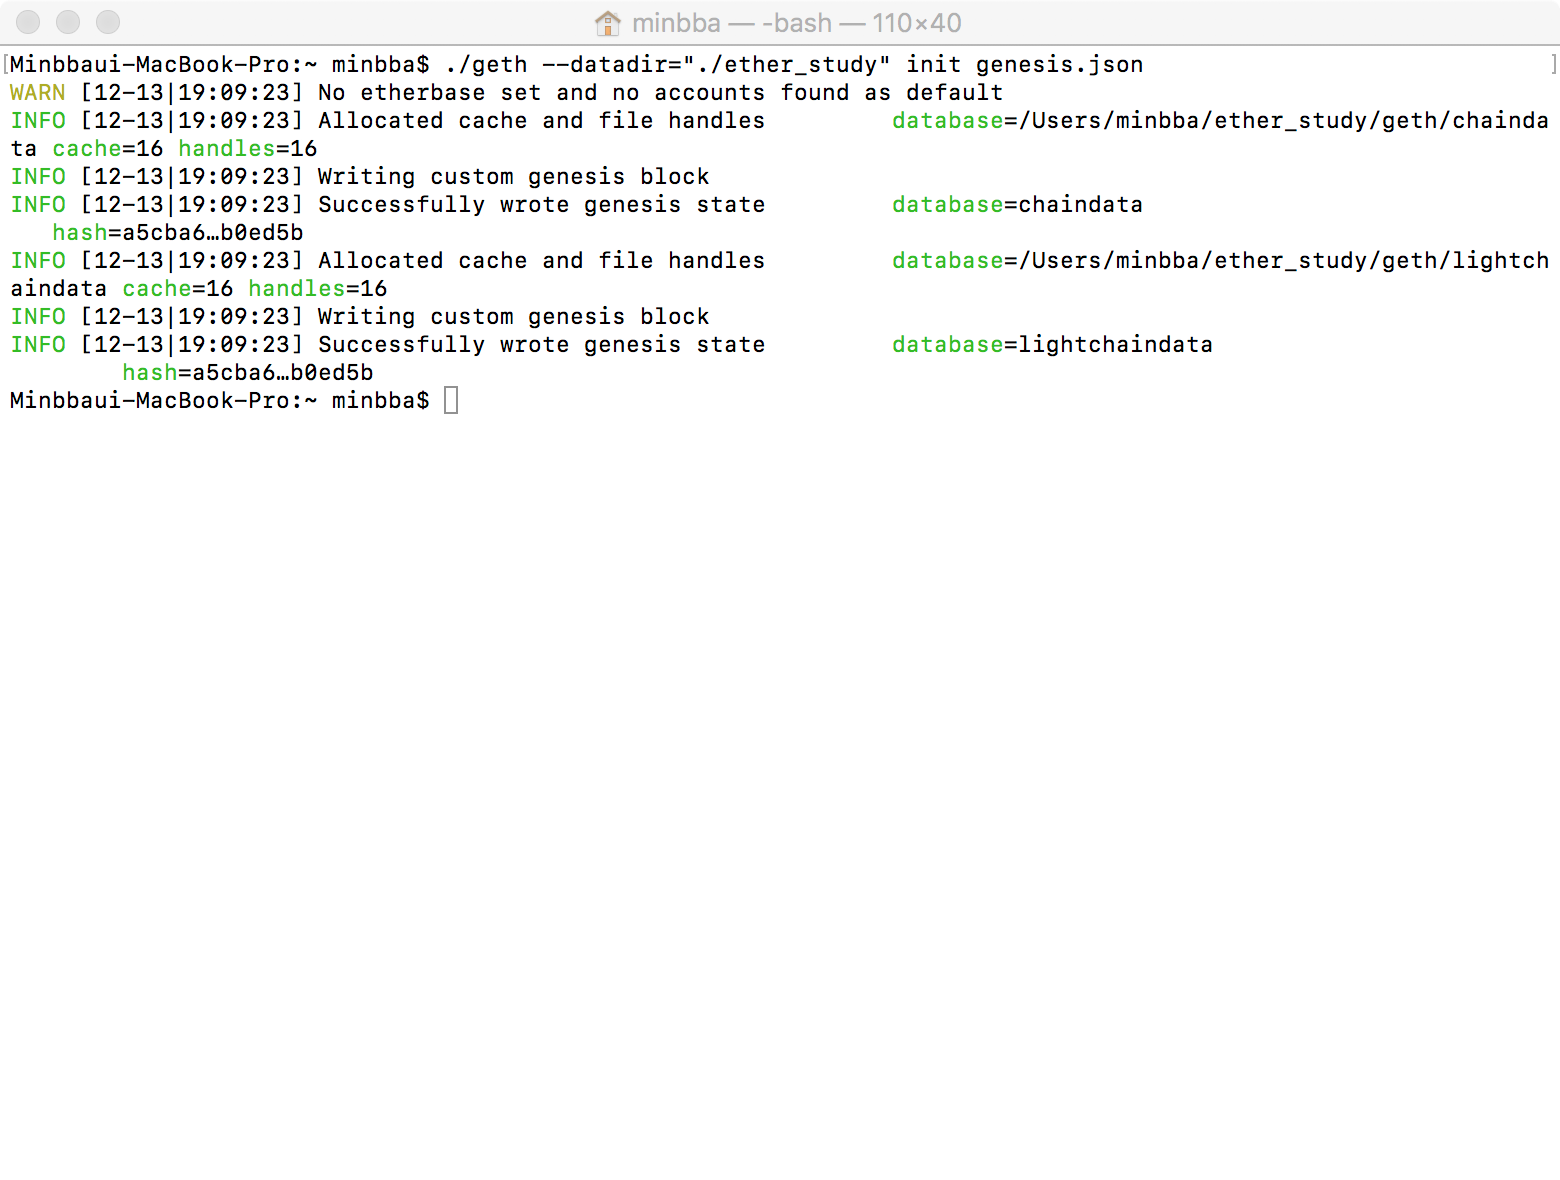 minbba — -bash — 110×40
Minbbaui-MacBook-Pro:~ minbba$ ./geth --datadir="./ether_study" init genesis.json
WARN [12-13|19:09:23] No etherbase set and no accounts found as default
INFO [12-13|19:09:23] Allocated cache and file handles         database=/Users/minbba/ether_study/geth/chainda
ta cache=16 handles=16
INFO [12-13|19:09:23] Writing custom genesis block
INFO [12-13|19:09:23] Successfully wrote genesis state         database=chaindata
   hash=a5cba6…b0ed5b
INFO [12-13|19:09:23] Allocated cache and file handles         database=/Users/minbba/ether_study/geth/lightch
aindata cache=16 handles=16
INFO [12-13|19:09:23] Writing custom genesis block
INFO [12-13|19:09:23] Successfully wrote genesis state         database=lightchaindata
        hash=a5cba6…b0ed5b
Minbbaui-MacBook-Pro:~ minbba$